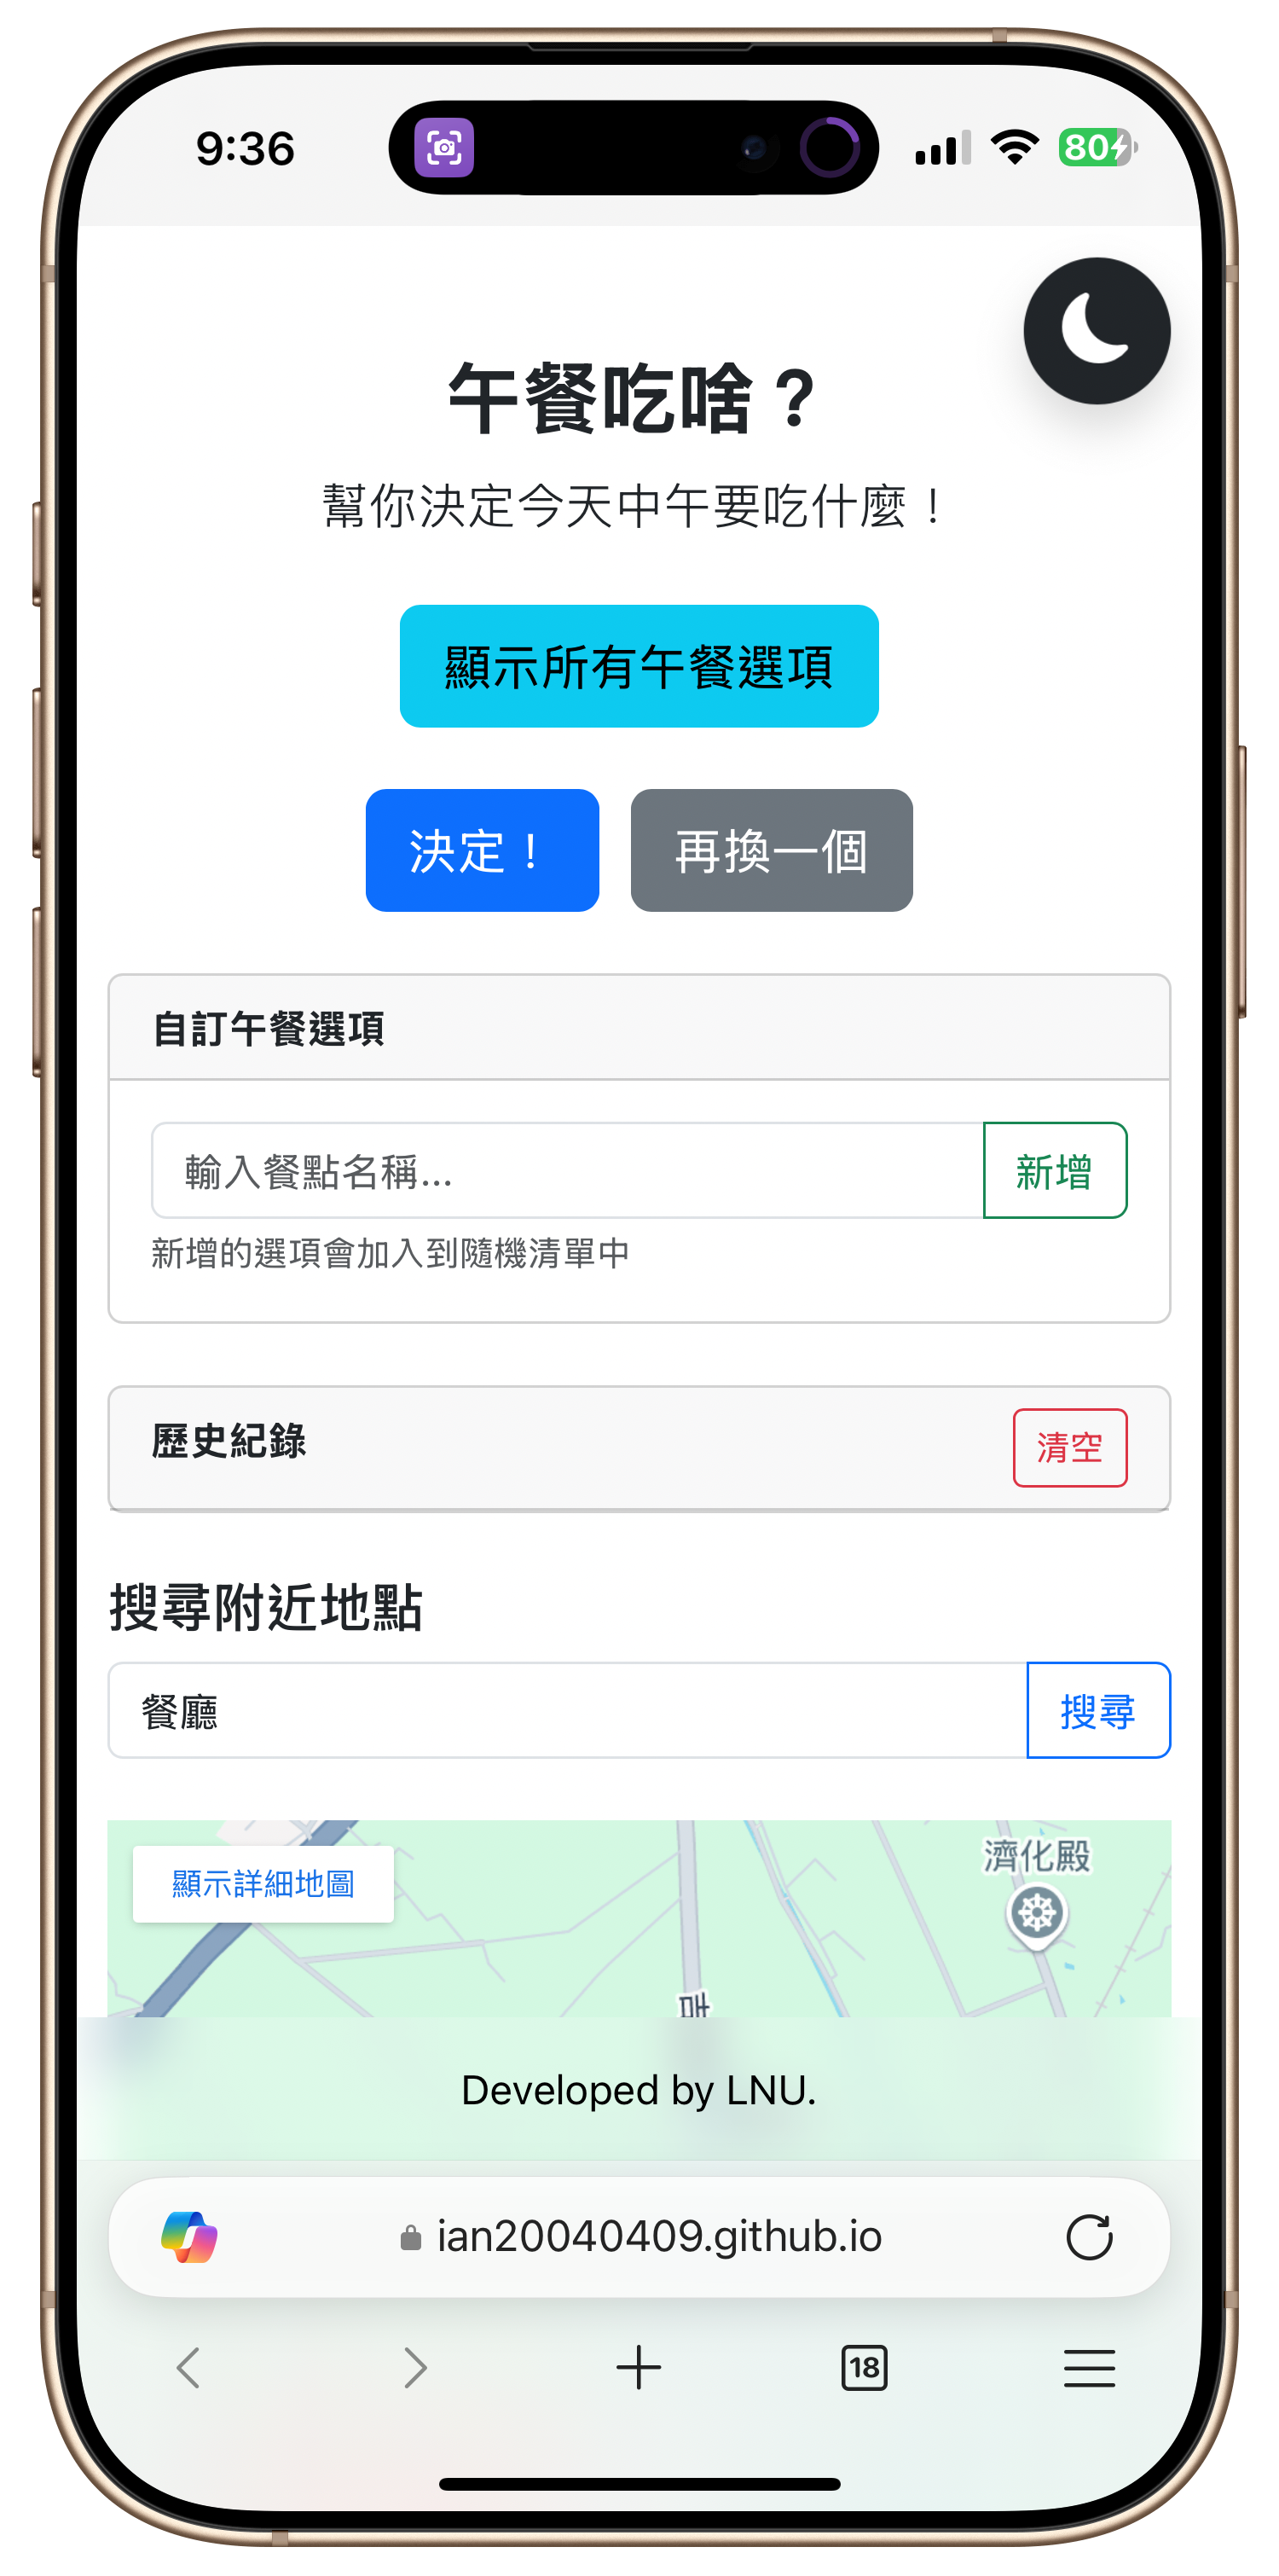 9:36
80
午餐吃啥？
幫你決定今天中午要吃什麼！
顯示所有午餐選項
決定！
再換一個
自訂午餐選項
輸入餐點名稱...
新增
新增的選項會加入到隨機清單中
歷史紀錄
清空
搜尋附近地點
餐廳
搜尋
顯示詳細地圖
濟化殿
Developed by LNU.
ian20040409.github.io
18